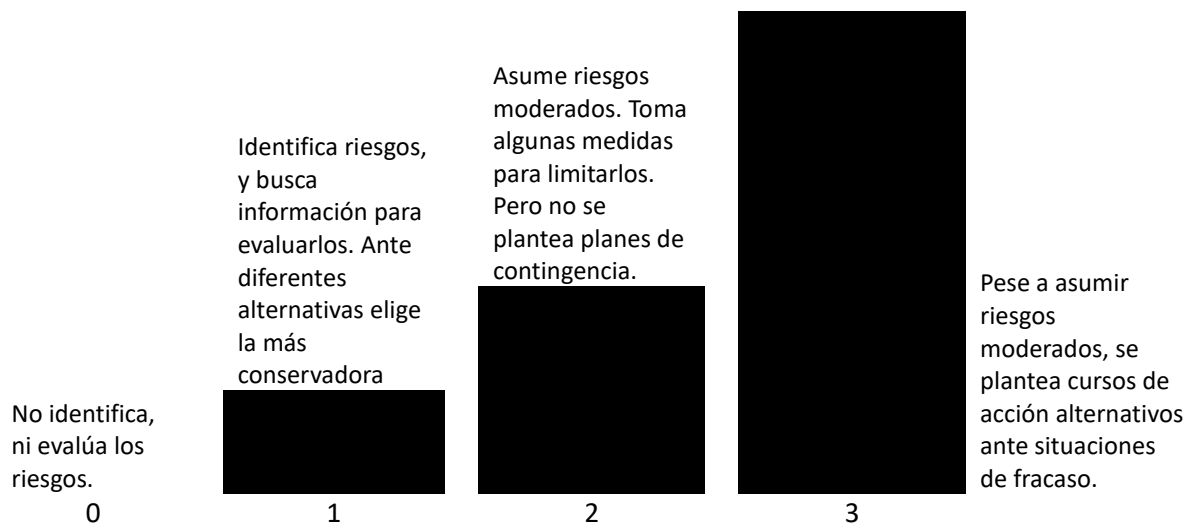 No identifica,
ni evalúa los
riesgos.
0
Identifica riesgos,
y busca
información para
evaluarlos. Ante
diferentes
alternativas elige
la más
conservadora
1
Asume riesgos
moderados. Toma
algunas medidas
para limitarlos.
Pero no se
plantea planes de
contingencia.
2
Pese a asumir
riesgos
moderados, se
plantea cursos de
acción alternativos
ante situaciones
de fracaso.
3